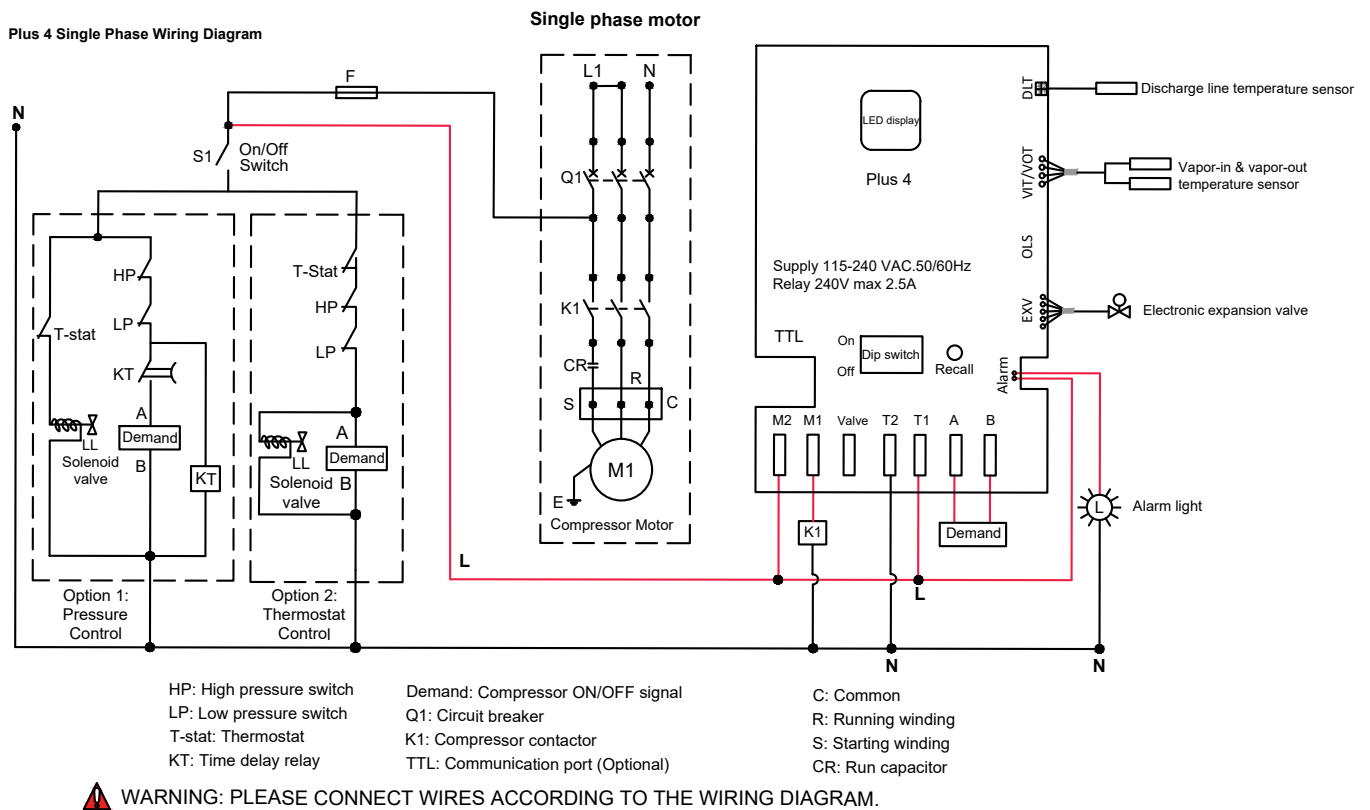 Plus 4 Single Phase Wiring Diagram
Single phase motor
N
F
S1
On/Off
Switch
HP
LP
T-stat
KT
A
Demand
B
LL
Solenoid
valve
KT
Option 1:
Pressure
Control
T-Stat
HP
LP
A
Demand
B
LL
Solenoid
valve
Option 2:
Thermostat
Control
L
L1
N
Q1
K1
CR
R
S
C
M1
E
Compressor Motor
LED display
Plus 4
Supply 115-240 VAC.50/60Hz
Relay 240V max 2.5A
TTL
On
Off
Dip switch
Recall
DLT
VIT/VOT
OLS
EXV
Alarm
M2
M1
Valve
T2
T1
A
B
K1
Demand
L
N
N
Discharge line temperature sensor
Vapor-in & vapor-out
temperature sensor
Electronic expansion valve
L
Alarm light
HP: High pressure switch
LP: Low pressure switch
T-stat: Thermostat
KT: Time delay relay
Demand: Compressor ON/OFF signal
Q1: Circuit breaker
K1: Compressor contactor
TTL: Communication port (Optional)
C: Common
R: Running winding
S: Starting winding
CR: Run capacitor
WARNING: PLEASE CONNECT WIRES ACCORDING TO THE WIRING DIAGRAM.